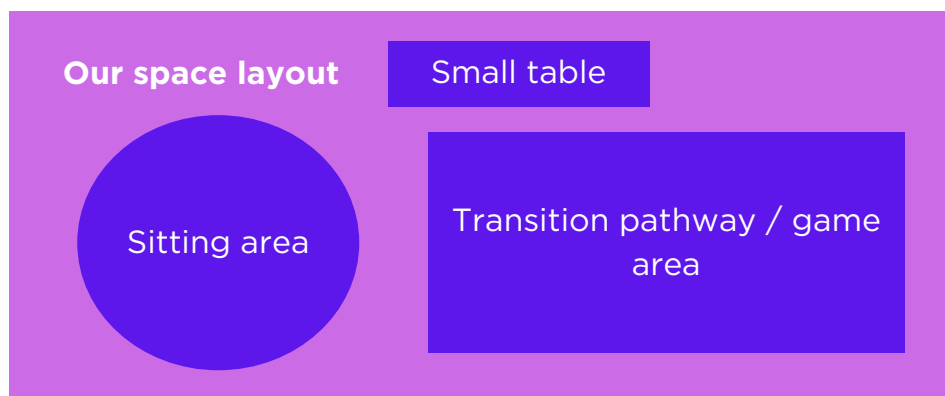 Our space layout
Small table
Sitting area
Transition pathway / game
area